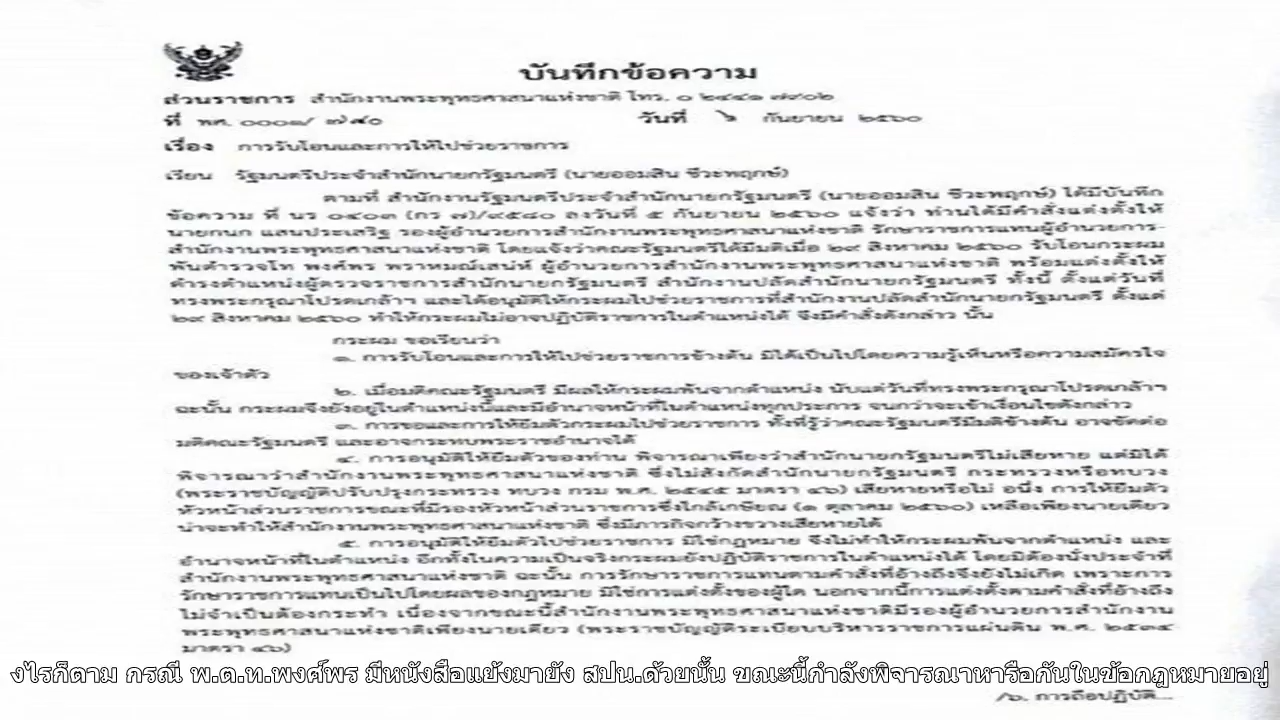 บันทึกข้อความ
ส่วนราชการ สำนักงานพระพุทธศาสนาแห่งชาติ โทร. ๐ ๒๔๔๑ ๗๙๐๒
ที่ พศ. ๐๐๐๑/ ๗๔๐ วันที่ ๖ กันยายน ๒๕๖๐
เรื่อง การรับโอนและการให้ไปช่วยราชการ
เรียน รัฐมนตรีประจำสำนักนายกรัฐมนตรี (นายออมสิน ชีวะพฤกษ์)
ตามที่ สำนักงานรัฐมนตรีประจำสำนักนายกรัฐมนตรี (นายออมสิน ชีวะพฤกษ์) ได้มีบันทึก
ข้อความ ที่ นร ๐๔๐๓ (กร ๗)/๙๕๘๐ ลงวันที่ ๕ กันยายน ๒๕๖๐ แจ้งว่า ท่านได้มีคำสั่งแต่งตั้งให้
นายกนก แสนประเสริฐ รองผู้อำนวยการสำนักงานพระพุทธศาสนาแห่งชาติ รักษาราชการแทนผู้อำนวยการ-
สำนักงานพระพุทธศาสนาแห่งชาติ โดยแจ้งว่าคณะรัฐมนตรีได้มีมติเมื่อ ๒๙ สิงหาคม ๒๕๖๐ รับโอนกระผม
พันตำรวจโท พงศ์พร พราหมณ์เสน่ห์ ผู้อำนวยการสำนักงานพระพุทธศาสนาแห่งชาติ พร้อมแต่งตั้งให้
ดำรงตำแหน่งผู้ตรวจราชการสำนักนายกรัฐมนตรี สำนักงานปลัดสำนักนายกรัฐมนตรี ทั้งนี้ ตั้งแต่วันที่
ทรงพระกรุณาโปรดเกล้าฯ และได้อนุมัติให้กระผมไปช่วยราชการที่สำนักงานปลัดสำนักนายกรัฐมนตรี ตั้งแต่
๒๙ สิงหาคม ๒๕๖๐ ทำให้กระผมไม่อาจปฏิบัติราชการในตำแหน่งได้ จึงมีคำสั่งดังกล่าว นั้น
กระผม ขอเรียนว่า
๑. การรับโอนและการให้ไปช่วยราชการข้างต้น มิได้เป็นไปโดยความรู้เห็นหรือความสมัครใจ
ของเจ้าตัว
๒. เมื่อมติคณะรัฐมนตรี มีผลให้กระผมพ้นจากตำแหน่ง นับแต่วันที่ทรงพระกรุณาโปรดเกล้าฯ
ฉะนั้น กระผมจึงยังอยู่ในตำแหน่งนี้และมีอำนาจหน้าที่ในตำแหน่งทุกประการ จนกว่าจะเข้าเงื่อนไขดังกล่าว
๓. การขอและการให้ยืมตัวกระผมไปช่วยราชการ ทั้งที่รู้ว่าคณะรัฐมนตรีมีมติข้างต้น อาจขัดต่อ
มติคณะรัฐมนตรี และอาจกระทบพระราชอำนาจได้
๔. การอนุมัติให้ยืมตัวของท่าน พิจารณาเพียงว่าสำนักนายกรัฐมนตรีไม่เสียหาย แต่มิได้
พิจารณาว่าสำนักงานพระพุทธศาสนาแห่งชาติ ซึ่งไม่สังกัดสำนักนายกรัฐมนตรี กระทรวงหรือทบวง
(พระราชบัญญัติปรับปรุงกระทรวง ทบวง กรม พ.ศ. ๒๕๔๕ มาตรา ๔๖) เสียหายหรือไม่ อนึ่ง การให้ยืมตัว
หัวหน้าส่วนราชการขณะที่มีรองหัวหน้าส่วนราชการซึ่งใกล้เกษียณ (๑ ตุลาคม ๒๕๖๐) เหลือเพียงนายเดียว
น่าจะทำให้สำนักงานพระพุทธศาสนาแห่งชาติ ซึ่งมีภารกิจกว้างขวางเสียหายได้
๕. การอนุมัติให้ยืมตัวไปช่วยราชการ มิใช่กฎหมาย จึงไม่ทำให้กระผมพ้นจากตำแหน่ง และ
อำนาจหน้าที่ในตำแหน่ง อีกทั้งในความเป็นจริงกระผมยังปฏิบัติราชการในตำแหน่งได้ โดยมิต้องนั่งประจำที่
สำนักงานพระพุทธศาสนาแห่งชาติ ฉะนั้น การรักษาราชการแทนตามคำสั่งที่อ้างถึงจึงยังไม่เกิด เพราะการ
รักษาราชการแทนเป็นไปโดยผลของกฎหมาย มิใช่การแต่งตั้งของผู้ใด นอกจากนี้การแต่งตั้งตามคำสั่งที่อ้างถึง
ไม่จำเป็นต้องกระทำ เนื่องจากขณะนี้สำนักงานพระพุทธศาสนาแห่งชาติมีรองผู้อำนวยการสำนักงาน
พระพุทธศาสนาแห่งชาติเพียงนายเดียว (พระราชบัญญัติระเบียบบริหารราชการแผ่นดิน พ.ศ. ๒๕๓๔
มาตรา ๔๖)
งไรก็ตาม กรณี พ.ต.ท.พงศ์พร มีหนังสือแย้งมายัง สปน.ด้วยนั้น ขณะนี้กำลังพิจารณาหารือกันในข้อกฎหมายอยู่
/๖. การถือปฏิบัติ...